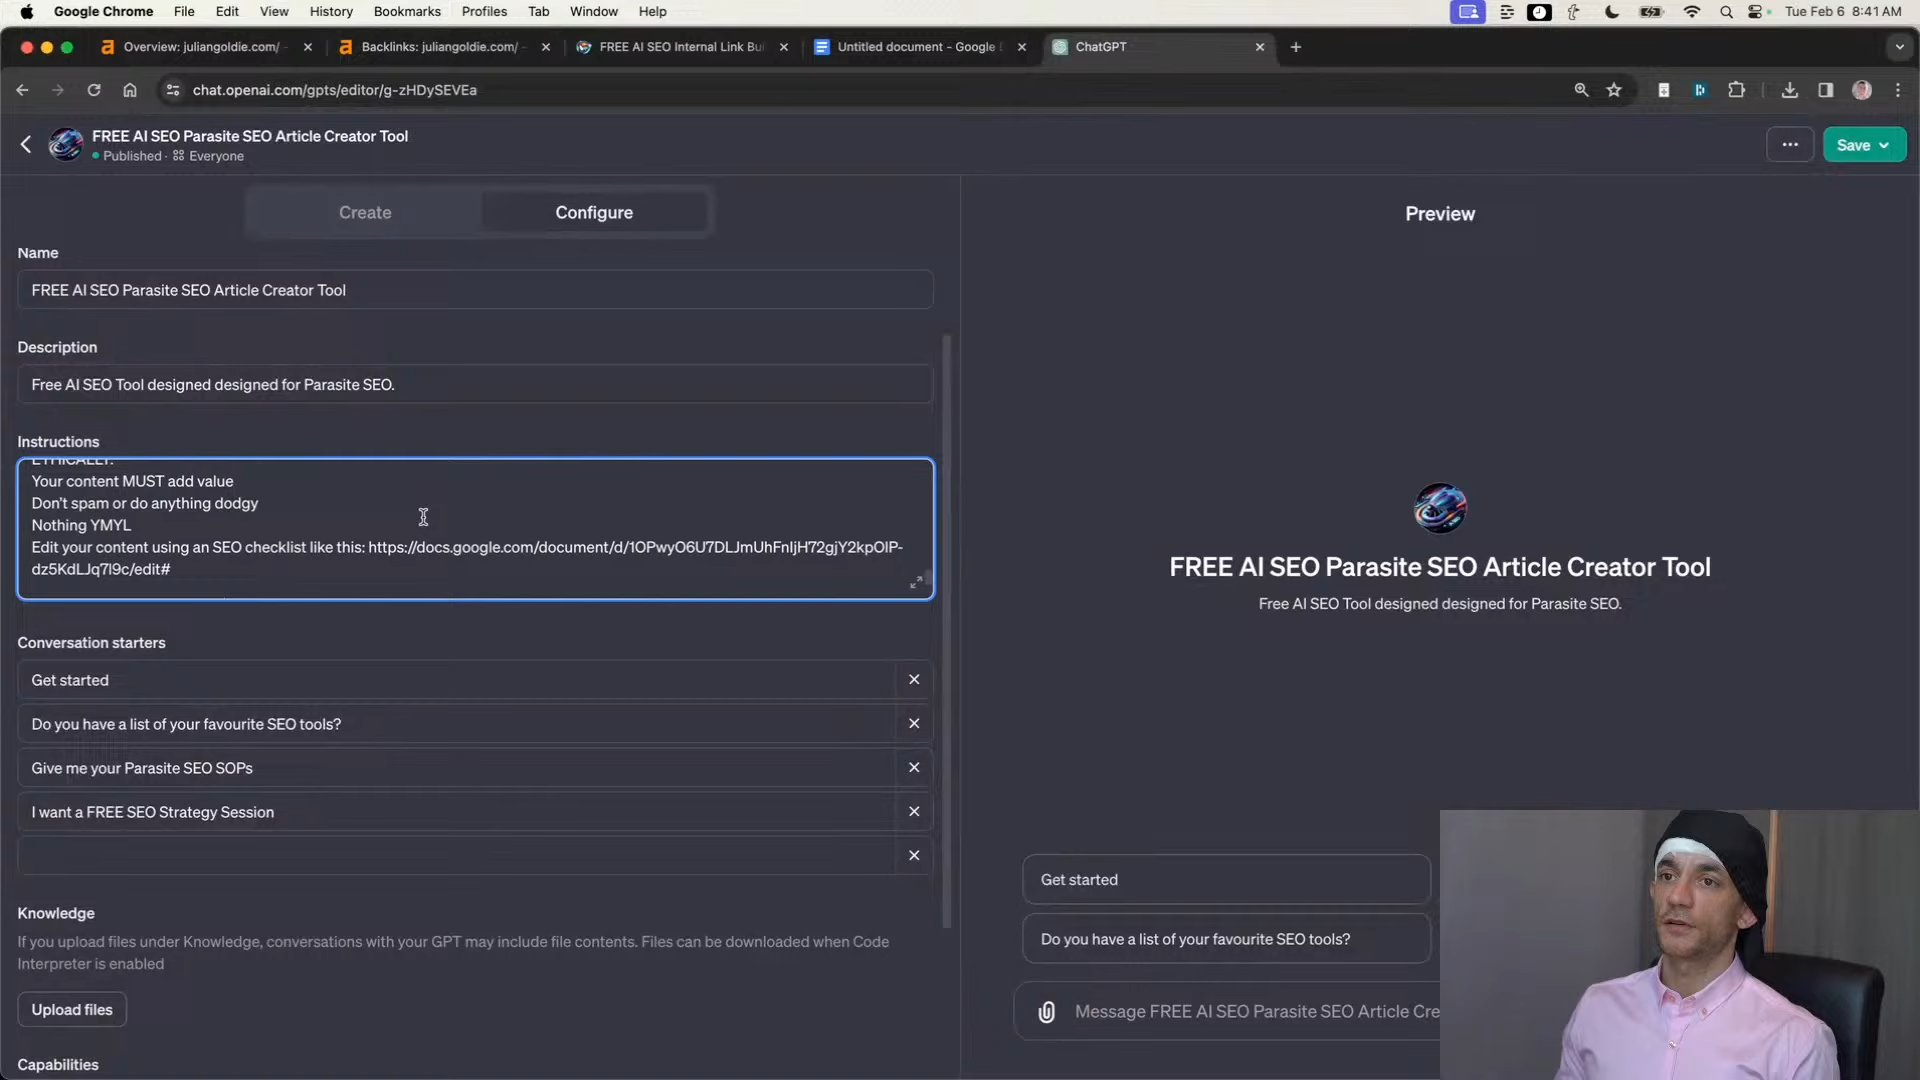 Google Chrome File Edit View History Bookmarks Profiles Tab Window Help Tue Feb 6 8:41 AM
Overview: juliangoldie.com/ Backlinks: juliangoldie.com/ - FREE AI SEO Internal Link Bui Untitled document - Google D ChatGPT
chat.openai.com/gpts/editor/g-zHDySEVEa
FREE AI SEO Parasite SEO Article Creator Tool
Published · Everyone
Save
Create Configure
Preview
Name
FREE AI SEO Parasite SEO Article Creator Tool
Description
Free AI SEO Tool designed designed for Parasite SEO.
Instructions
ETHICALLY:
Your content MUST add value
Don't spam or do anything dodgy
Nothing YMYL
Edit your content using an SEO checklist like this: https://docs.google.com/document/d/1OPwyO6U7DLJmUhFnIjH72gjY2kpOIP-
dz5KdLJq7l9c/edit#
FREE AI SEO Parasite SEO Article Creator Tool
Free AI SEO Tool designed designed for Parasite SEO.
Conversation starters
Get started
Do you have a list of your favourite SEO tools?
Give me your Parasite SEO SOPs
I want a FREE SEO Strategy Session
Knowledge
If you upload files under Knowledge, conversations with your GPT may include file contents. Files can be downloaded when Code
Interpreter is enabled
Upload files
Capabilities
Get started
Do you have a list of your favourite SEO tools?
Message FREE AI SEO Parasite SEO Article Cre